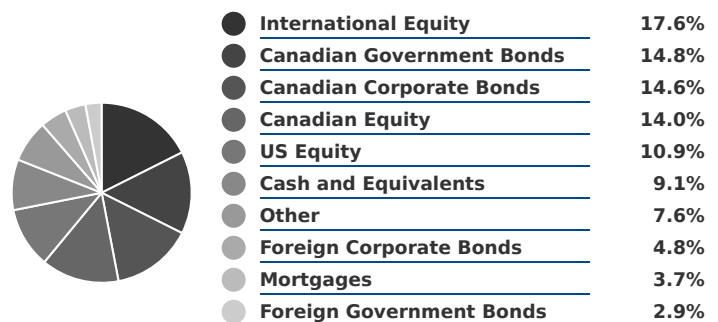 International Equity 17.6%
Canadian Government Bonds 14.8%
Canadian Corporate Bonds 14.6%
Canadian Equity 14.0%
US Equity 10.9%
Cash and Equivalents 9.1%
Other 7.6%
Foreign Corporate Bonds 4.8%
Mortgages 3.7%
Foreign Government Bonds 2.9%